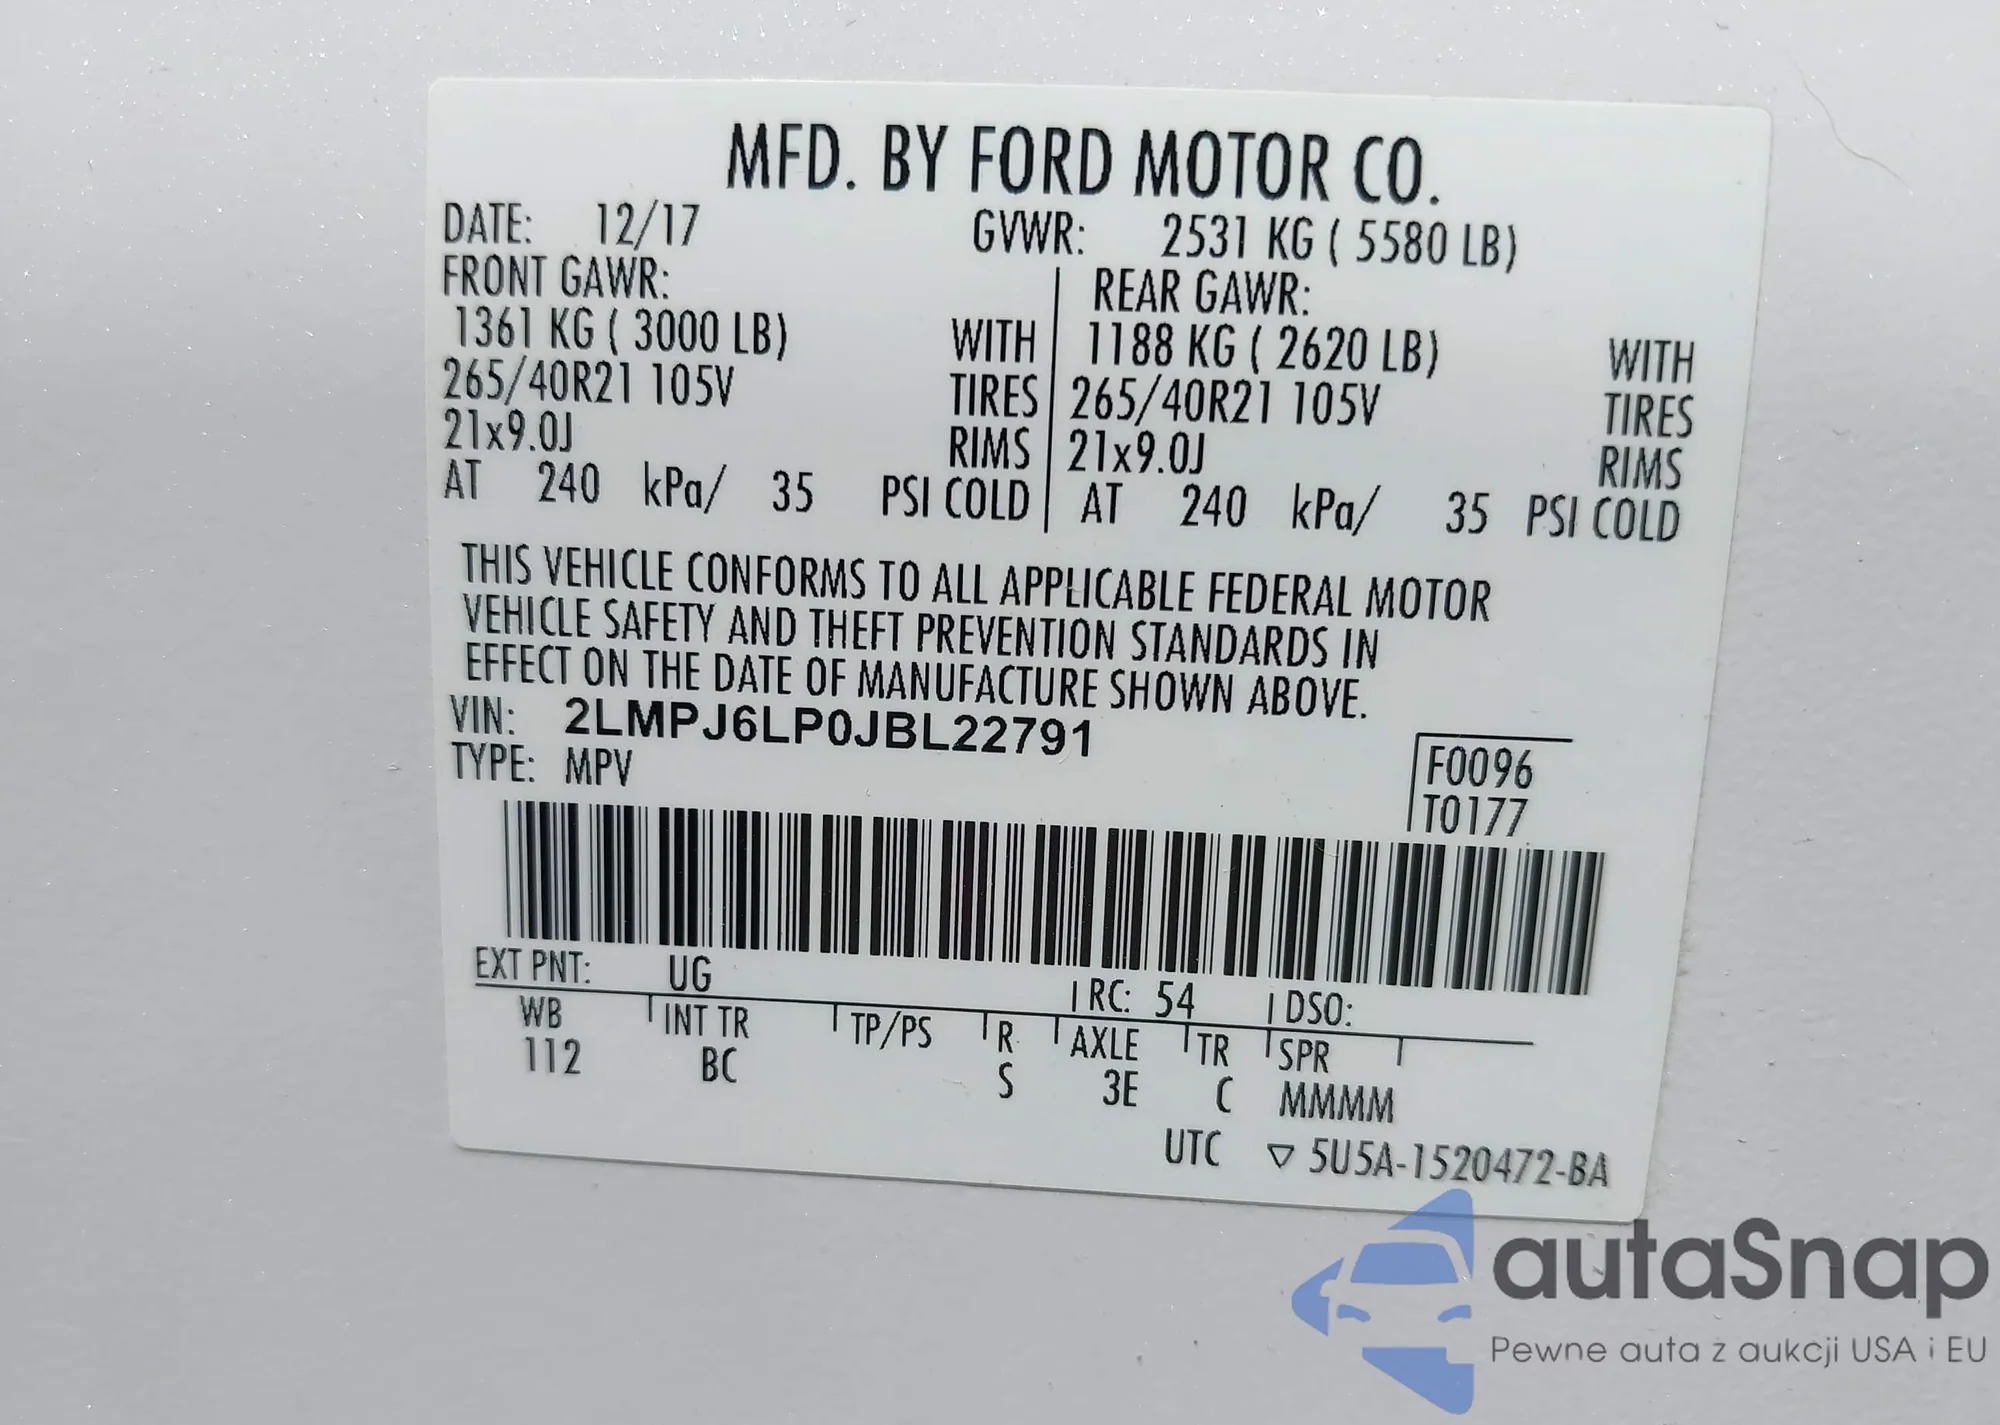 MFD. BY FORD MOTOR CO.
DATE: 12/17 GVWR: 2531 KG ( 5580 LB)
FRONT GAWR: REAR GAWR:
1361 KG ( 3000 LB) WITH 1188 KG ( 2620 LB) WITH
265/40R21 105V TIRES 265/40R21 105V TIRES
21x9.0J RIMS 21x9.0J RIMS
AT 240 kPa/ 35 PSI COLD AT 240 kPa/ 35 PSI COLD
THIS VEHICLE CONFORMS TO ALL APPLICABLE FEDERAL MOTOR
VEHICLE SAFETY AND THEFT PREVENTION STANDARDS IN
EFFECT ON THE DATE OF MANUFACTURE SHOWN ABOVE.
VIN: 2LMPJ6LP0JBL22791
TYPE: MPV F0096
T0177
EXT PNT: UG RC: 54 DSO:
WB INT TR TP/PS R AXLE TR SPR
112 BC S 3E C MMMM
UTC ▽ 5U5A-1520472-BA
autaSnap
Pewne auta z aukcji USA i EU